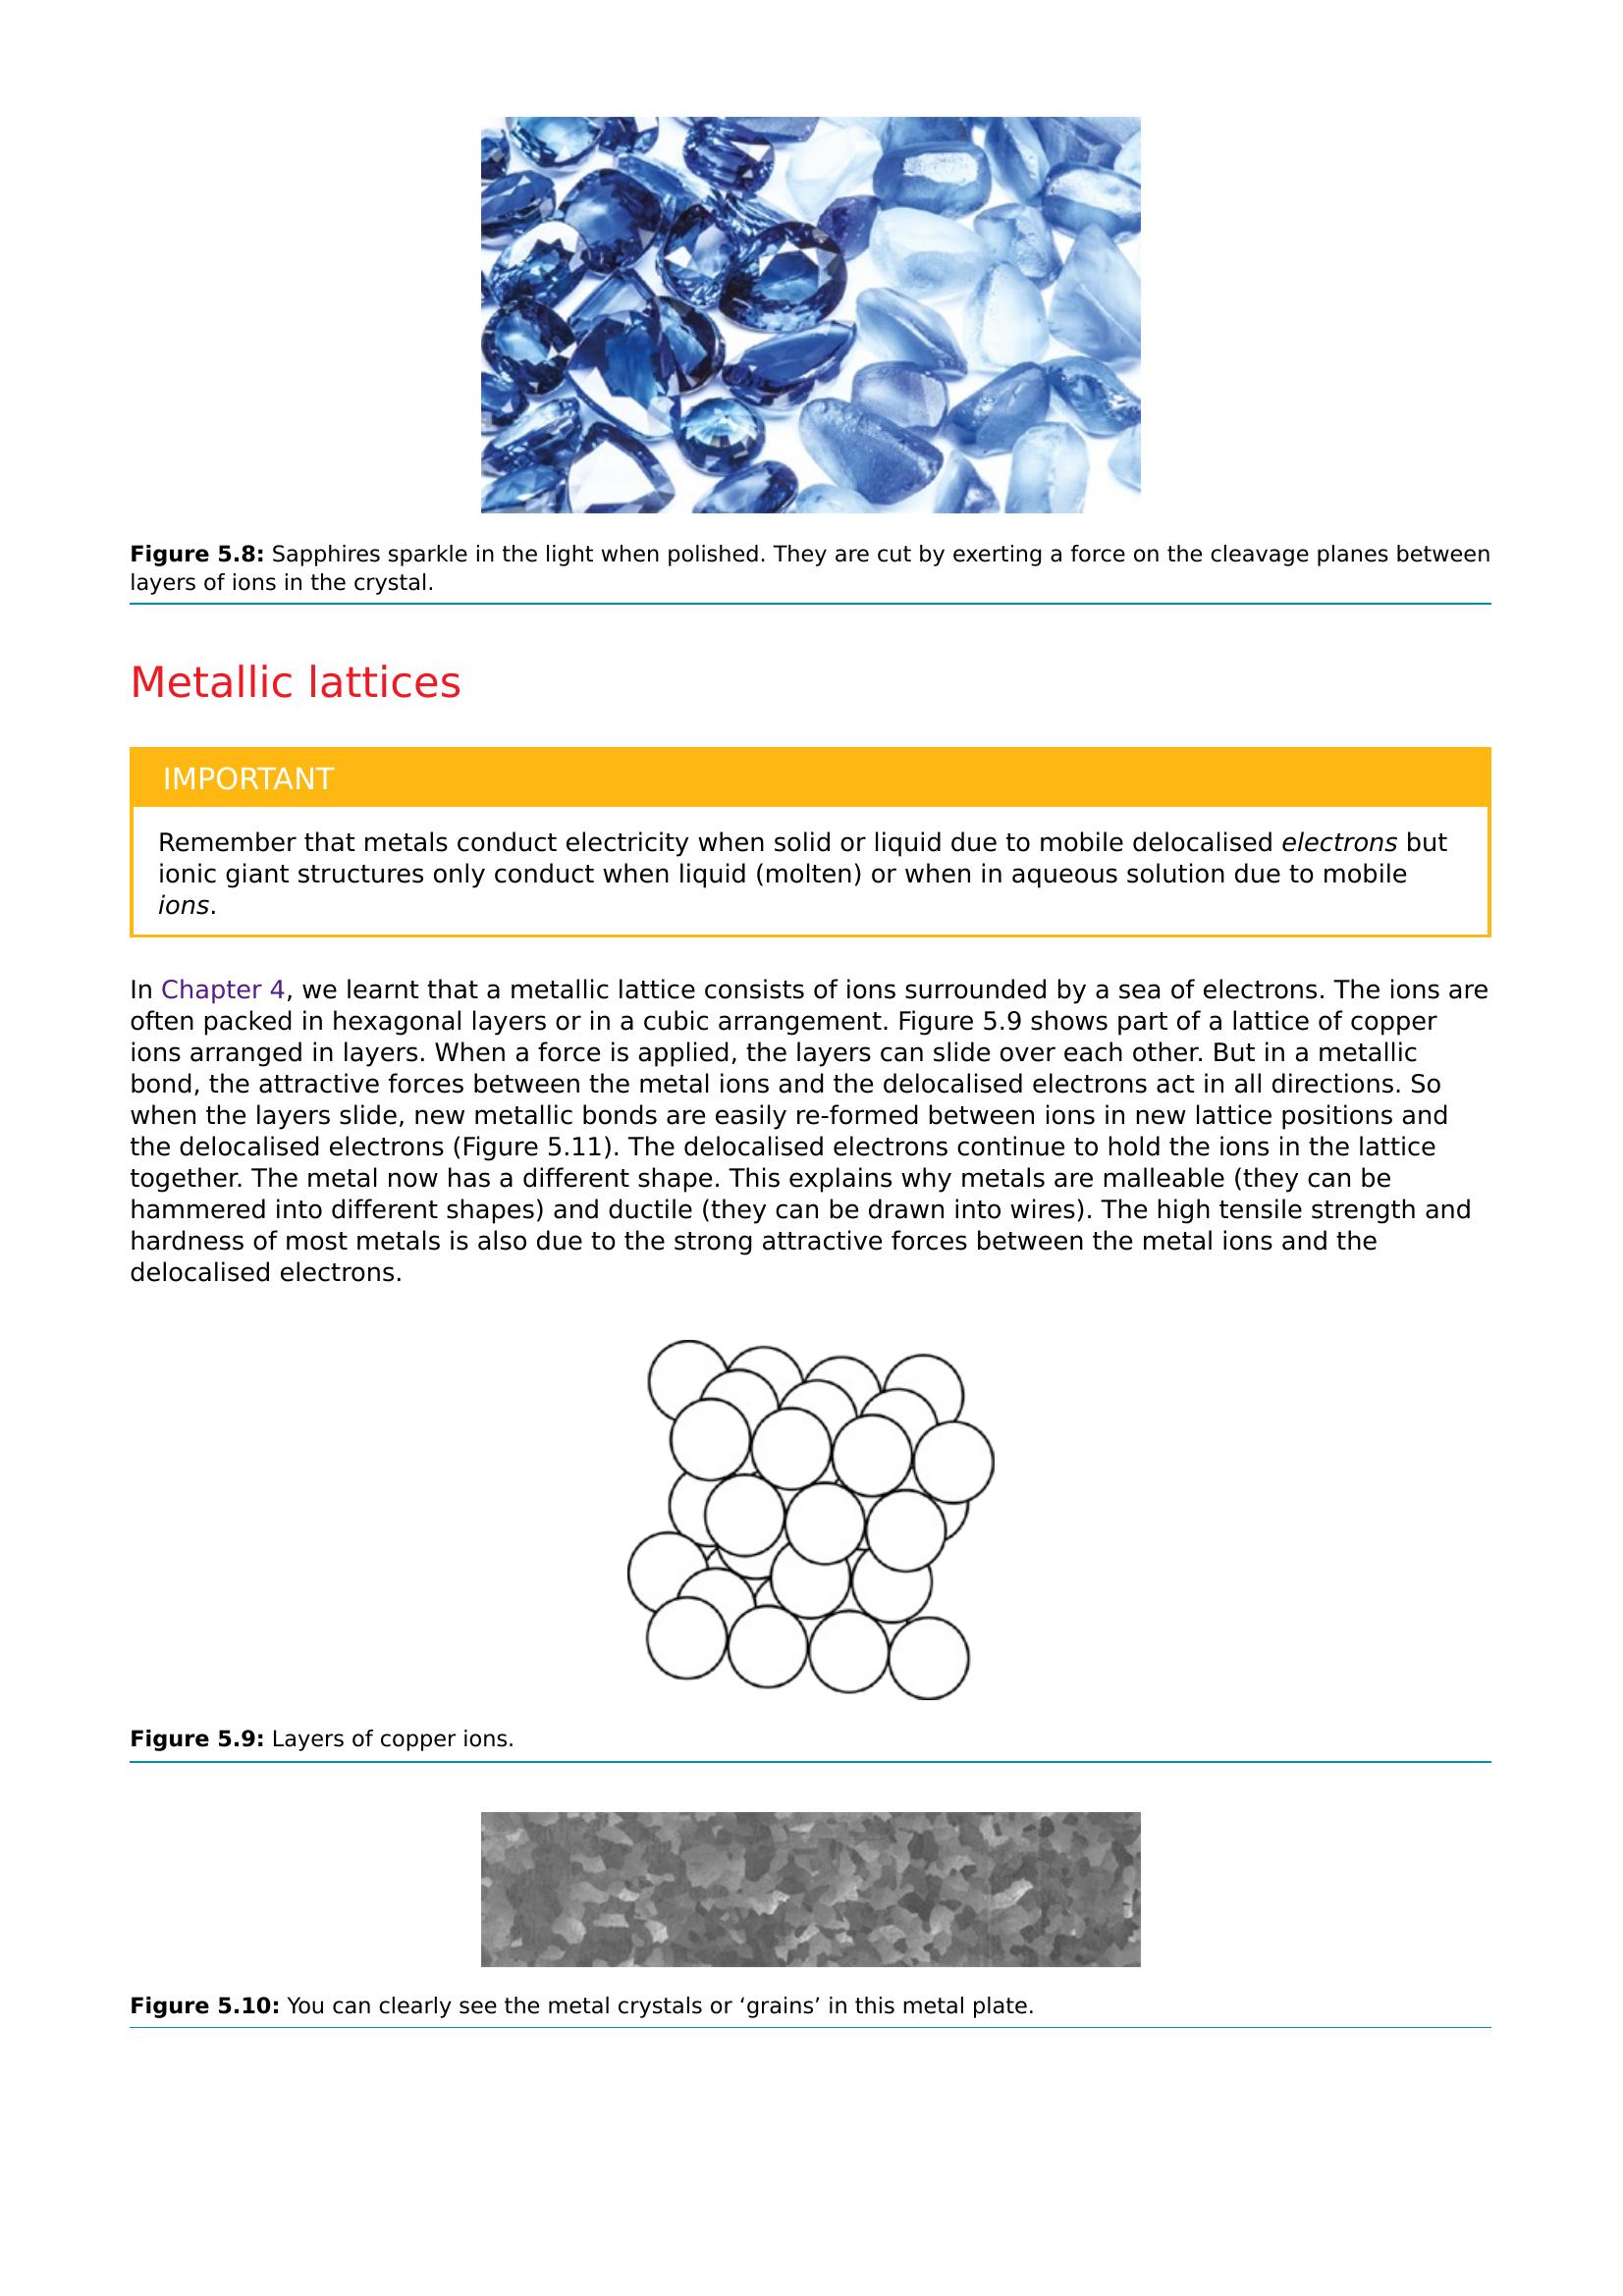 Figure 5.8: Sapphires sparkle in the light when polished. They are cut by exerting a force on the cleavage planes between
layers of ions in the crystal.
Metallic lattices
IMPORTANT
Remember that metals conduct electricity when solid or liquid due to mobile delocalised electrons but
ionic giant structures only conduct when liquid (molten) or when in aqueous solution due to mobile
ions.
In Chapter 4, we learnt that a metallic lattice consists of ions surrounded by a sea of electrons. The ions are
often packed in hexagonal layers or in a cubic arrangement. Figure 5.9 shows part of a lattice of copper
ions arranged in layers. When a force is applied, the layers can slide over each other. But in a metallic
bond, the attractive forces between the metal ions and the delocalised electrons act in all directions. So
when the layers slide, new metallic bonds are easily re-formed between ions in new lattice positions and
the delocalised electrons (Figure 5.11). The delocalised electrons continue to hold the ions in the lattice
together. The metal now has a different shape. This explains why metals are malleable (they can be
hammered into different shapes) and ductile (they can be drawn into wires). The high tensile strength and
hardness of most metals is also due to the strong attractive forces between the metal ions and the
delocalised electrons.
Figure 5.9: Layers of copper ions.
Figure 5.10: You can clearly see the metal crystals or ‘grains’ in this metal plate.